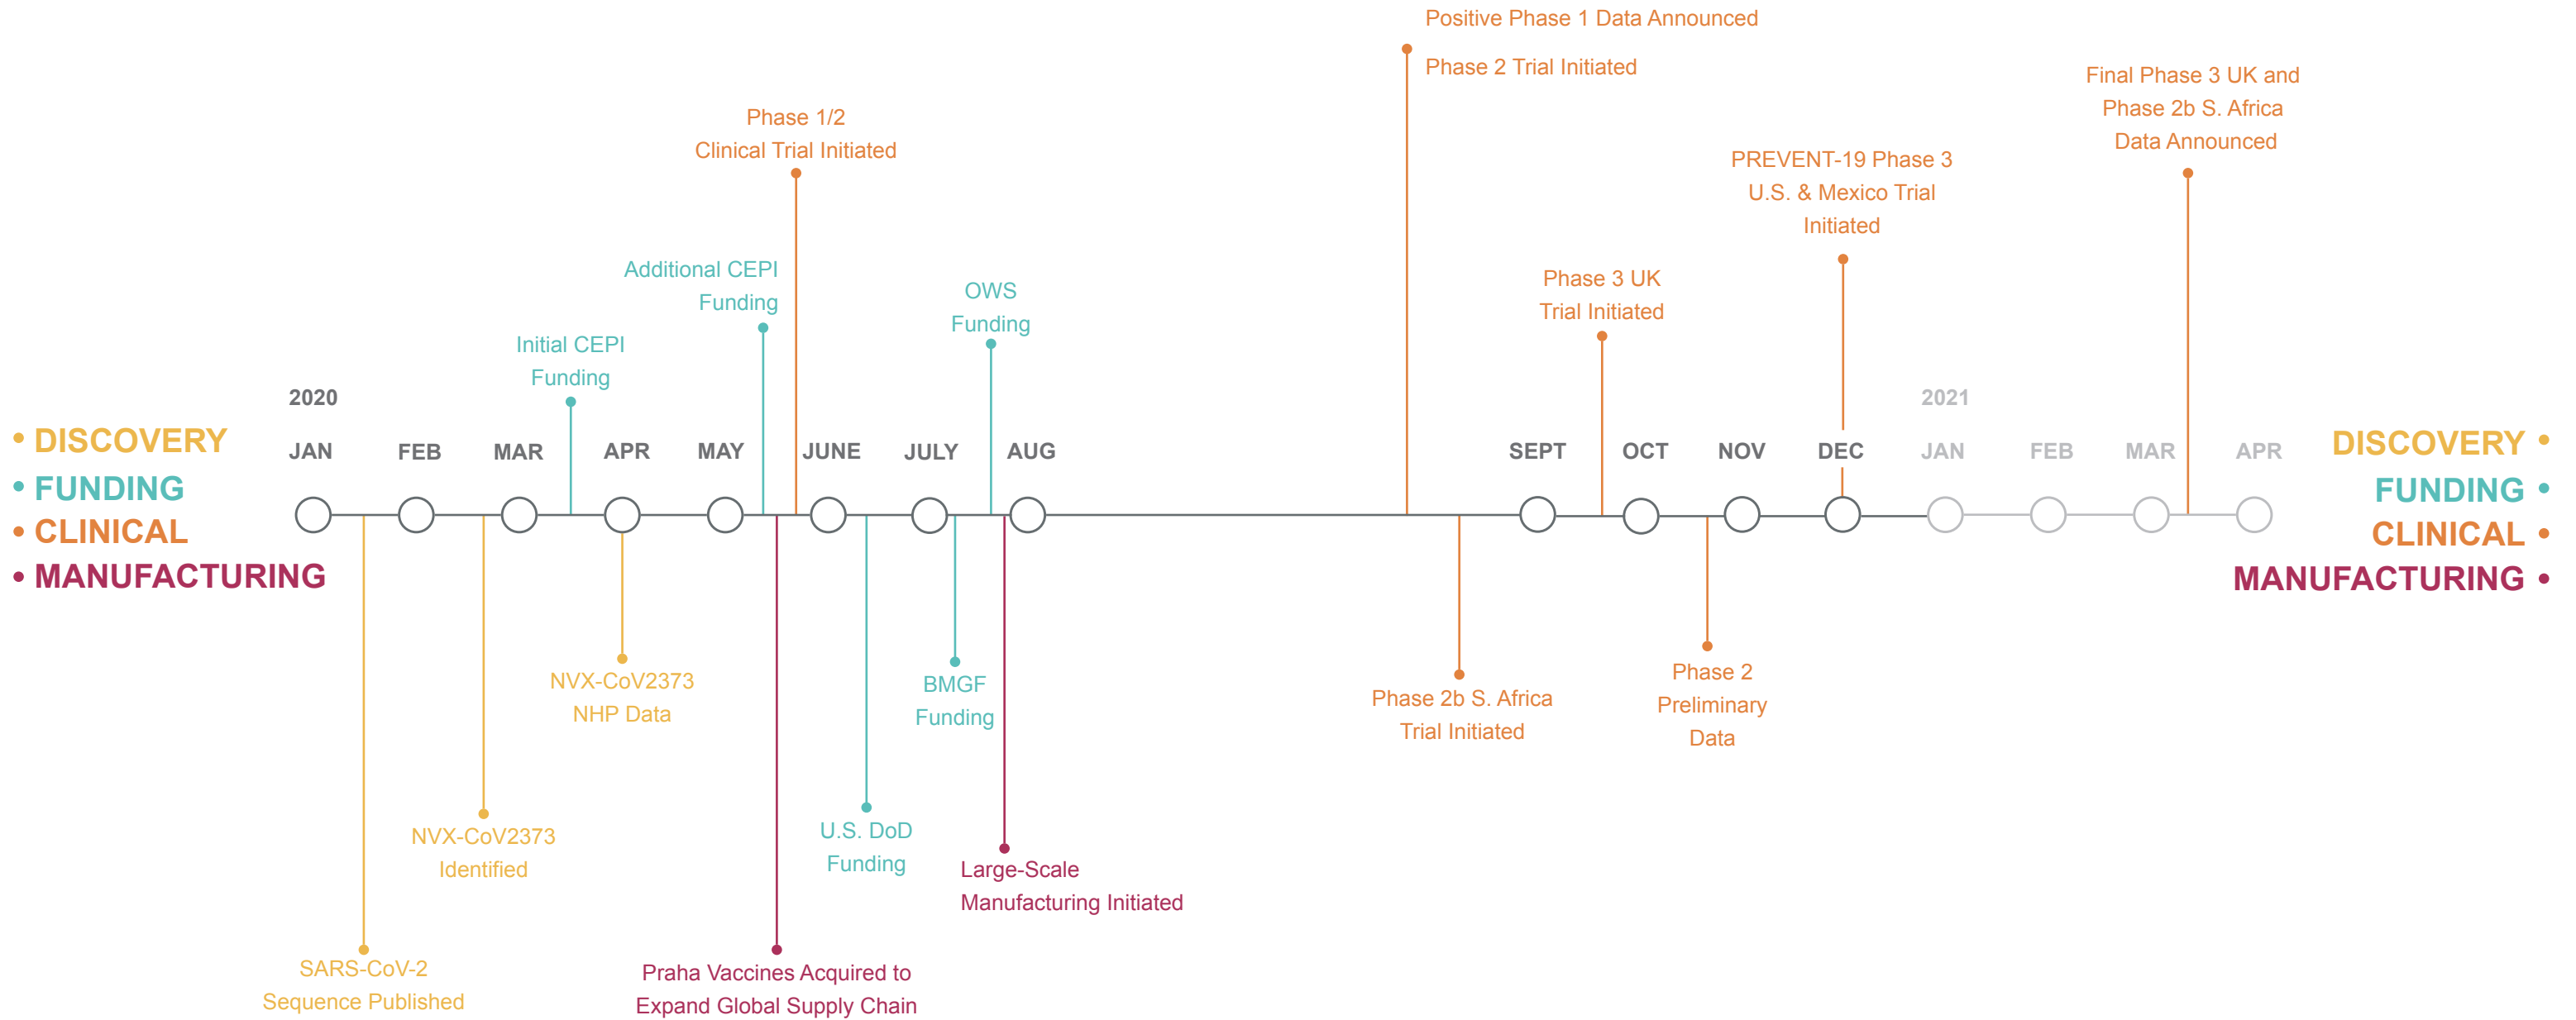 Positive Phase 1 Data Announced
Phase 2 Trial Initiated
Final Phase 3 UK and
Phase 2b S. Africa
Data Announced
Phase 1/2
Clinical Trial Initiated
PREVENT-19 Phase 3
U.S. & Mexico Trial
Initiated
Additional CEPI
Funding
OWS
Funding
Phase 3 UK
Trial Initiated
Initial CEPI
Funding
2020
2021
• DISCOVERY
• FUNDING
• CLINICAL
• MANUFACTURING
JAN
FEB
MAR
APR
MAY
JUNE
JULY
AUG
SEPT
OCT
NOV
DEC
JAN
FEB
MAR
APR
DISCOVERY •
FUNDING •
CLINICAL •
MANUFACTURING •
NVX-CoV2373
NHP Data
BMGF
Funding
Phase 2b S. Africa
Trial Initiated
Phase 2
Preliminary
Data
NVX-CoV2373
Identified
U.S. DoD
Funding
Large-Scale
Manufacturing Initiated
SARS-CoV-2
Sequence Published
Praha Vaccines Acquired to
Expand Global Supply Chain